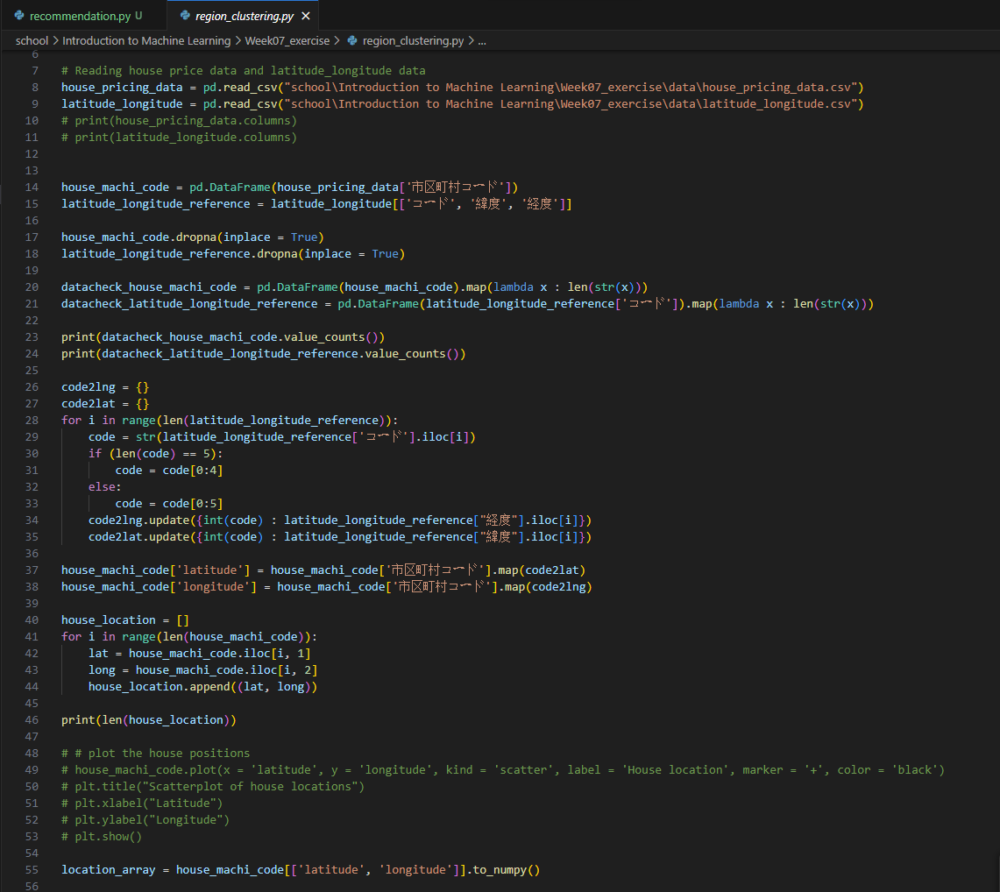 recommendation.py U region_clustering.py ×
school > Introduction to Machine Learning > Week07_exercise > region_clustering.py > ...
6
7 # Reading house price data and latitude_longitude data
8 house_pricing_data = pd.read_csv("school\Introduction to Machine Learning\Week07_exercise\data\house_pricing_data.csv")
9 latitude_longitude = pd.read_csv("school\Introduction to Machine Learning\Week07_exercise\data\latitude_longitude.csv")
10 # print(house_pricing_data.columns)
11 # print(latitude_longitude.columns)
12
13
14 house_machi_code = pd.DataFrame(house_pricing_data['市区町村コード'])
15 latitude_longitude_reference = latitude_longitude[['コード', '緯度', '経度']]
16
17 house_machi_code.dropna(inplace = True)
18 latitude_longitude_reference.dropna(inplace = True)
19
20 datacheck_house_machi_code = pd.DataFrame(house_machi_code).map(lambda x : len(str(x)))
21 datacheck_latitude_longitude_reference = pd.DataFrame(latitude_longitude_reference['コード']).map(lambda x : len(str(x)))
22
23 print(datacheck_house_machi_code.value_counts())
24 print(datacheck_latitude_longitude_reference.value_counts())
25
26 code2lng = {}
27 code2lat = {}
28 for i in range(len(latitude_longitude_reference)):
29     code = str(latitude_longitude_reference['コード'].iloc[i])
30     if (len(code) == 5):
31         code = code[0:4]
32     else:
33         code = code[0:5]
34     code2lng.update({int(code) : latitude_longitude_reference["経度"].iloc[i]})
35     code2lat.update({int(code) : latitude_longitude_reference["緯度"].iloc[i]})
36
37 house_machi_code['latitude'] = house_machi_code['市区町村コード'].map(code2lat)
38 house_machi_code['longitude'] = house_machi_code['市区町村コード'].map(code2lng)
39
40 house_location = []
41 for i in range(len(house_machi_code)):
42     lat = house_machi_code.iloc[i, 1]
43     long = house_machi_code.iloc[i, 2]
44     house_location.append((lat, long))
45
46 print(len(house_location))
47
48 # # plot the house positions
49 # house_machi_code.plot(x = 'latitude', y = 'longitude', kind = 'scatter', label = 'House location', marker = '+', color = 'black')
50 # plt.title("Scatterplot of house locations")
51 # plt.xlabel("Latitude")
52 # plt.ylabel("Longitude")
53 # plt.show()
54
55 location_array = house_machi_code[['latitude', 'longitude']].to_numpy()
56